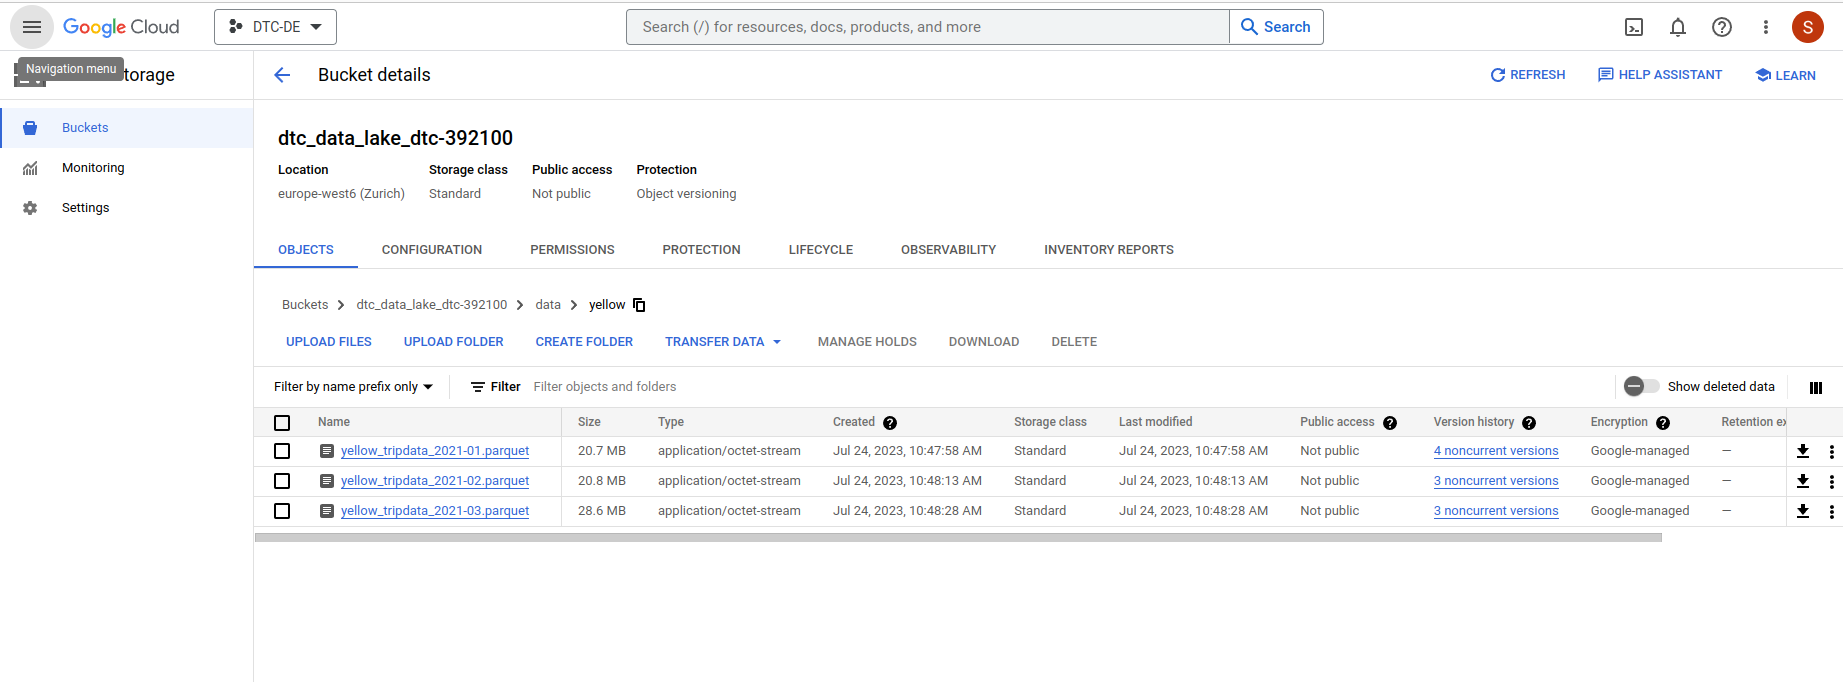 Google Cloud DTC-DE Search (/) for resources, docs, products, and more Search S
Navigation menu torage Bucket details REFRESH HELP ASSISTANT LEARN
Buckets
Monitoring
Settings
dtc_data_lake_dtc-392100
Location Storage class Public access Protection
europe-west6 (Zurich) Standard Not public Object versioning
OBJECTS CONFIGURATION PERMISSIONS PROTECTION LIFECYCLE OBSERVABILITY INVENTORY REPORTS
Buckets > dtc_data_lake_dtc-392100 > data > yellow
UPLOAD FILES UPLOAD FOLDER CREATE FOLDER TRANSFER DATA MANAGE HOLDS DOWNLOAD DELETE
Filter by name prefix only Filter Filter objects and folders Show deleted data
Name Size Type Created Storage class Last modified Public access Version history Encryption Retention ex
yellow_tripdata_2021-01.parquet 20.7 MB application/octet-stream Jul 24, 2023, 10:47:58 AM Standard Jul 24, 2023, 10:47:58 AM Not public 4 noncurrent versions Google-managed —
yellow_tripdata_2021-02.parquet 20.8 MB application/octet-stream Jul 24, 2023, 10:48:13 AM Standard Jul 24, 2023, 10:48:13 AM Not public 3 noncurrent versions Google-managed —
yellow_tripdata_2021-03.parquet 28.6 MB application/octet-stream Jul 24, 2023, 10:48:28 AM Standard Jul 24, 2023, 10:48:28 AM Not public 3 noncurrent versions Google-managed —